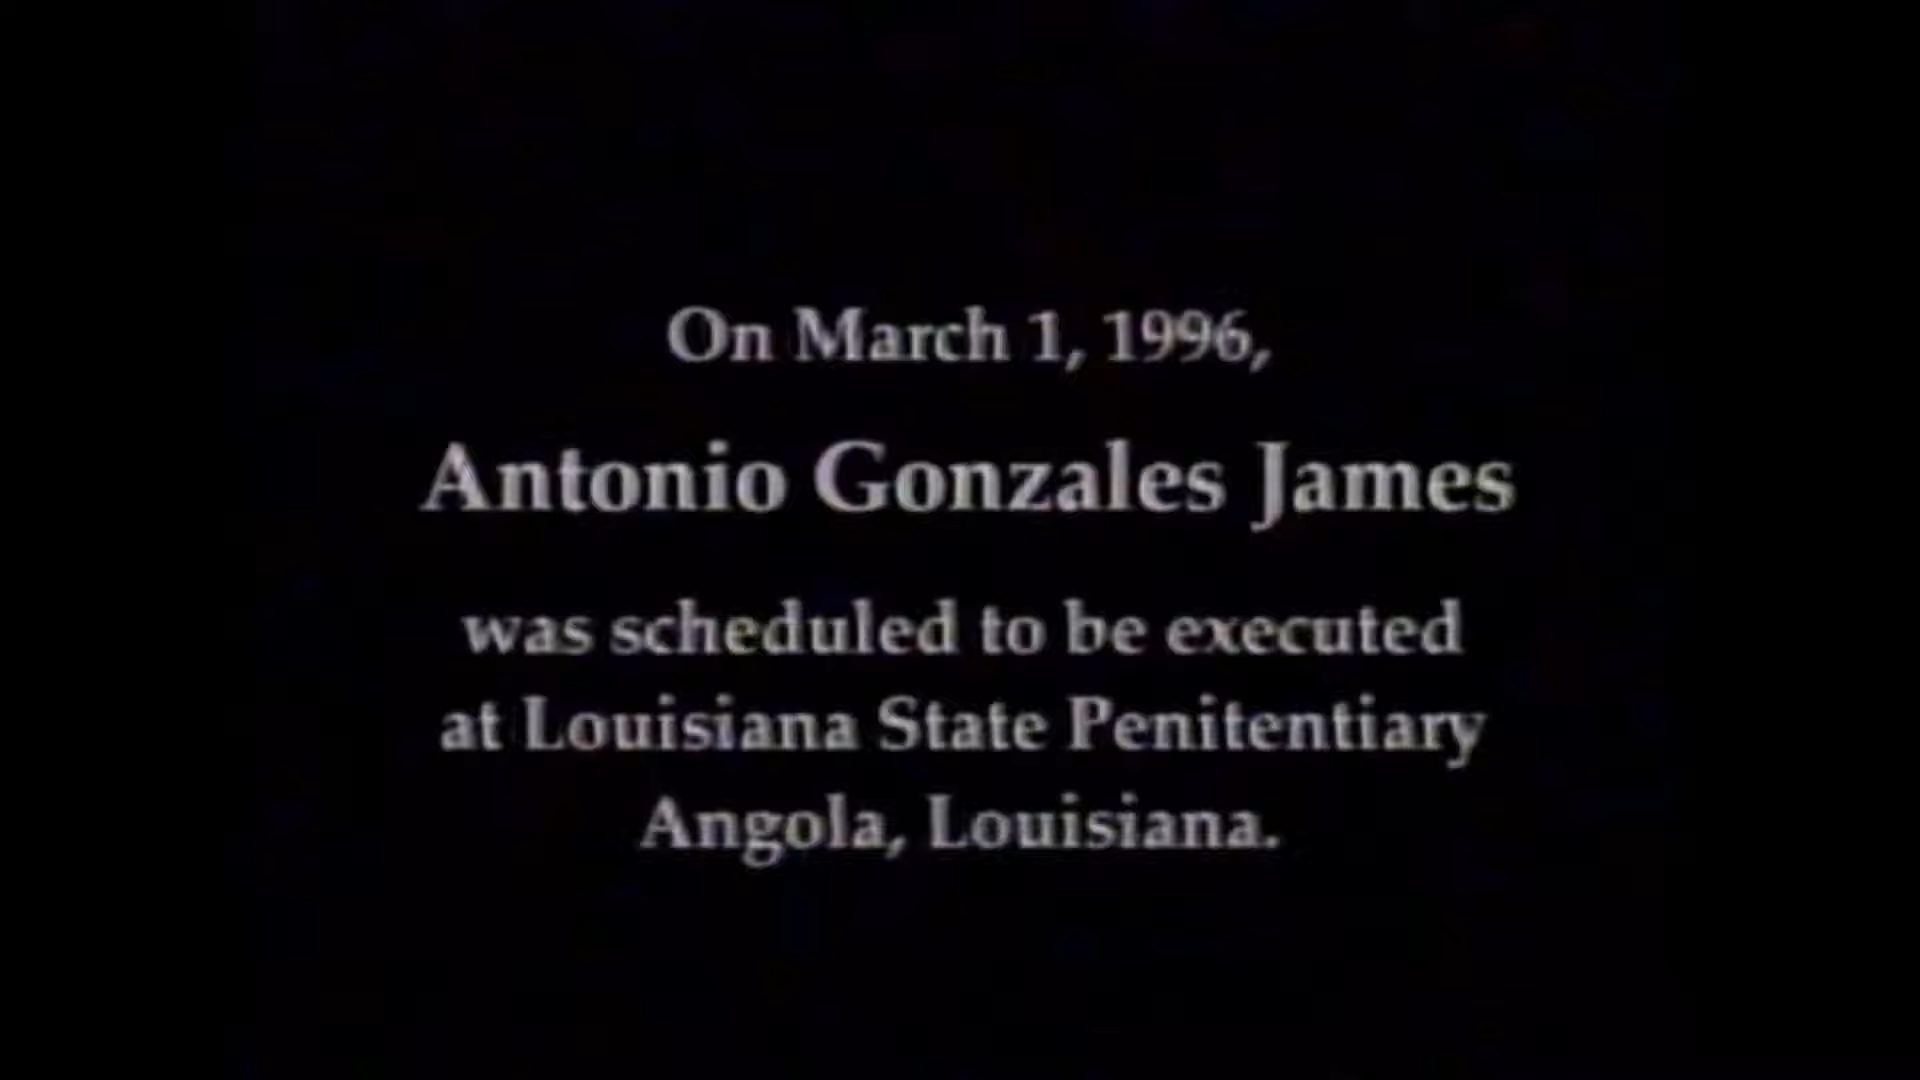 On March 1, 1996,
Antonio Gonzales James
was scheduled to be executed
at Louisiana State Penitentiary
Angola, Louisiana.